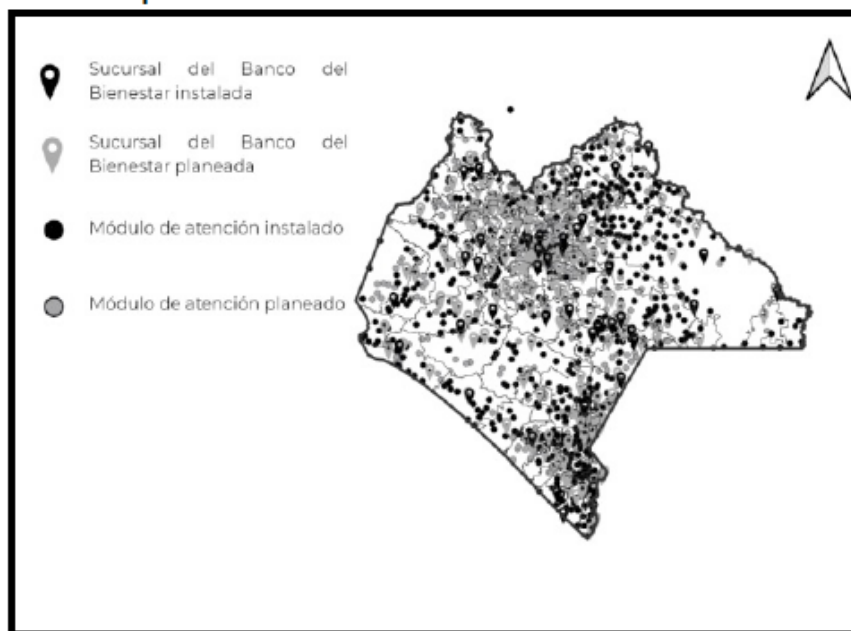 Sucursal del Banco del
Bienestar instalada
Sucursal del Banco del
Bienestar planeada
Módulo de atención instalado
Módulo de atención planeado